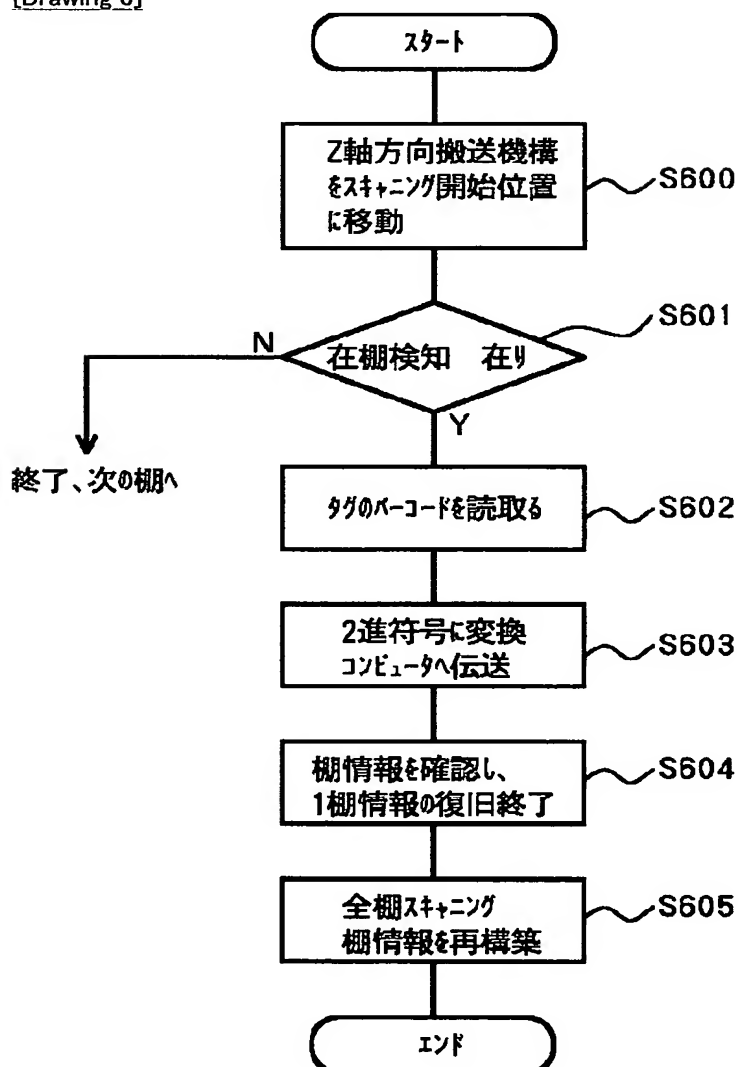 スタート
Z軸方向搬送機構
をスキャニング開始位置
に移動
S600
在棚検知 在り
S601
N
Y
終了、次の棚へ
タグのバーコードを読取る
S602
2進符号に変換
コンピュータへ伝送
S603
棚情報を確認し、
1棚情報の復旧終了
S604
全棚スキャニング
棚情報を再構築
S605
エンド